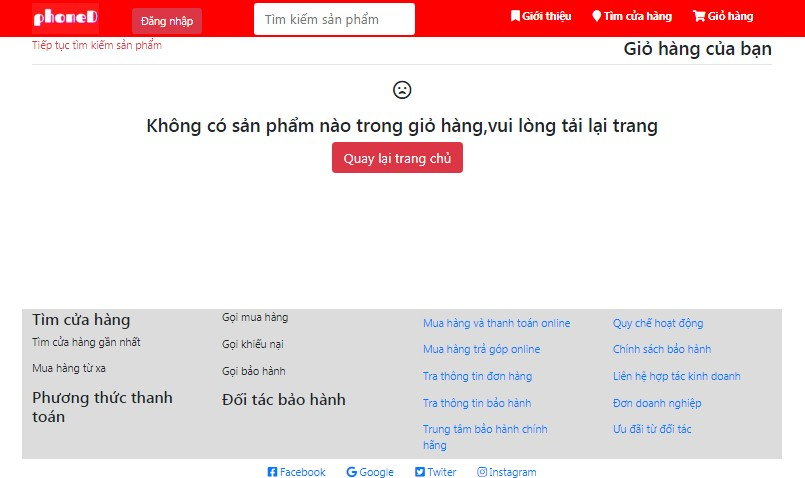 phoneD
Đăng nhập
Tìm kiếm sản phẩm
Giới thiệu
Tìm cửa hàng
Giỏ hàng
Tiếp tục tìm kiếm sản phẩm
Giỏ hàng của bạn
Không có sản phẩm nào trong giỏ hàng,vui lòng tải lại trang
Quay lại trang chủ
Tìm cửa hàng
Tìm cửa hàng gần nhất
Mua hàng từ xa
Phương thức thanh
toán
Gọi mua hàng
Gọi khiếu nại
Gọi bảo hành
Đối tác bảo hành
Mua hàng và thanh toán online
Mua hàng trả góp online
Tra thông tin đơn hàng
Tra thông tin bảo hành
Trung tâm bảo hành chính
hãng
Quy chế hoạt động
Chính sách bảo hành
Liên hệ hợp tác kinh doanh
Đơn doanh nghiệp
Ưu đãi từ đối tác
Facebook
Google
Twiter
Instagram